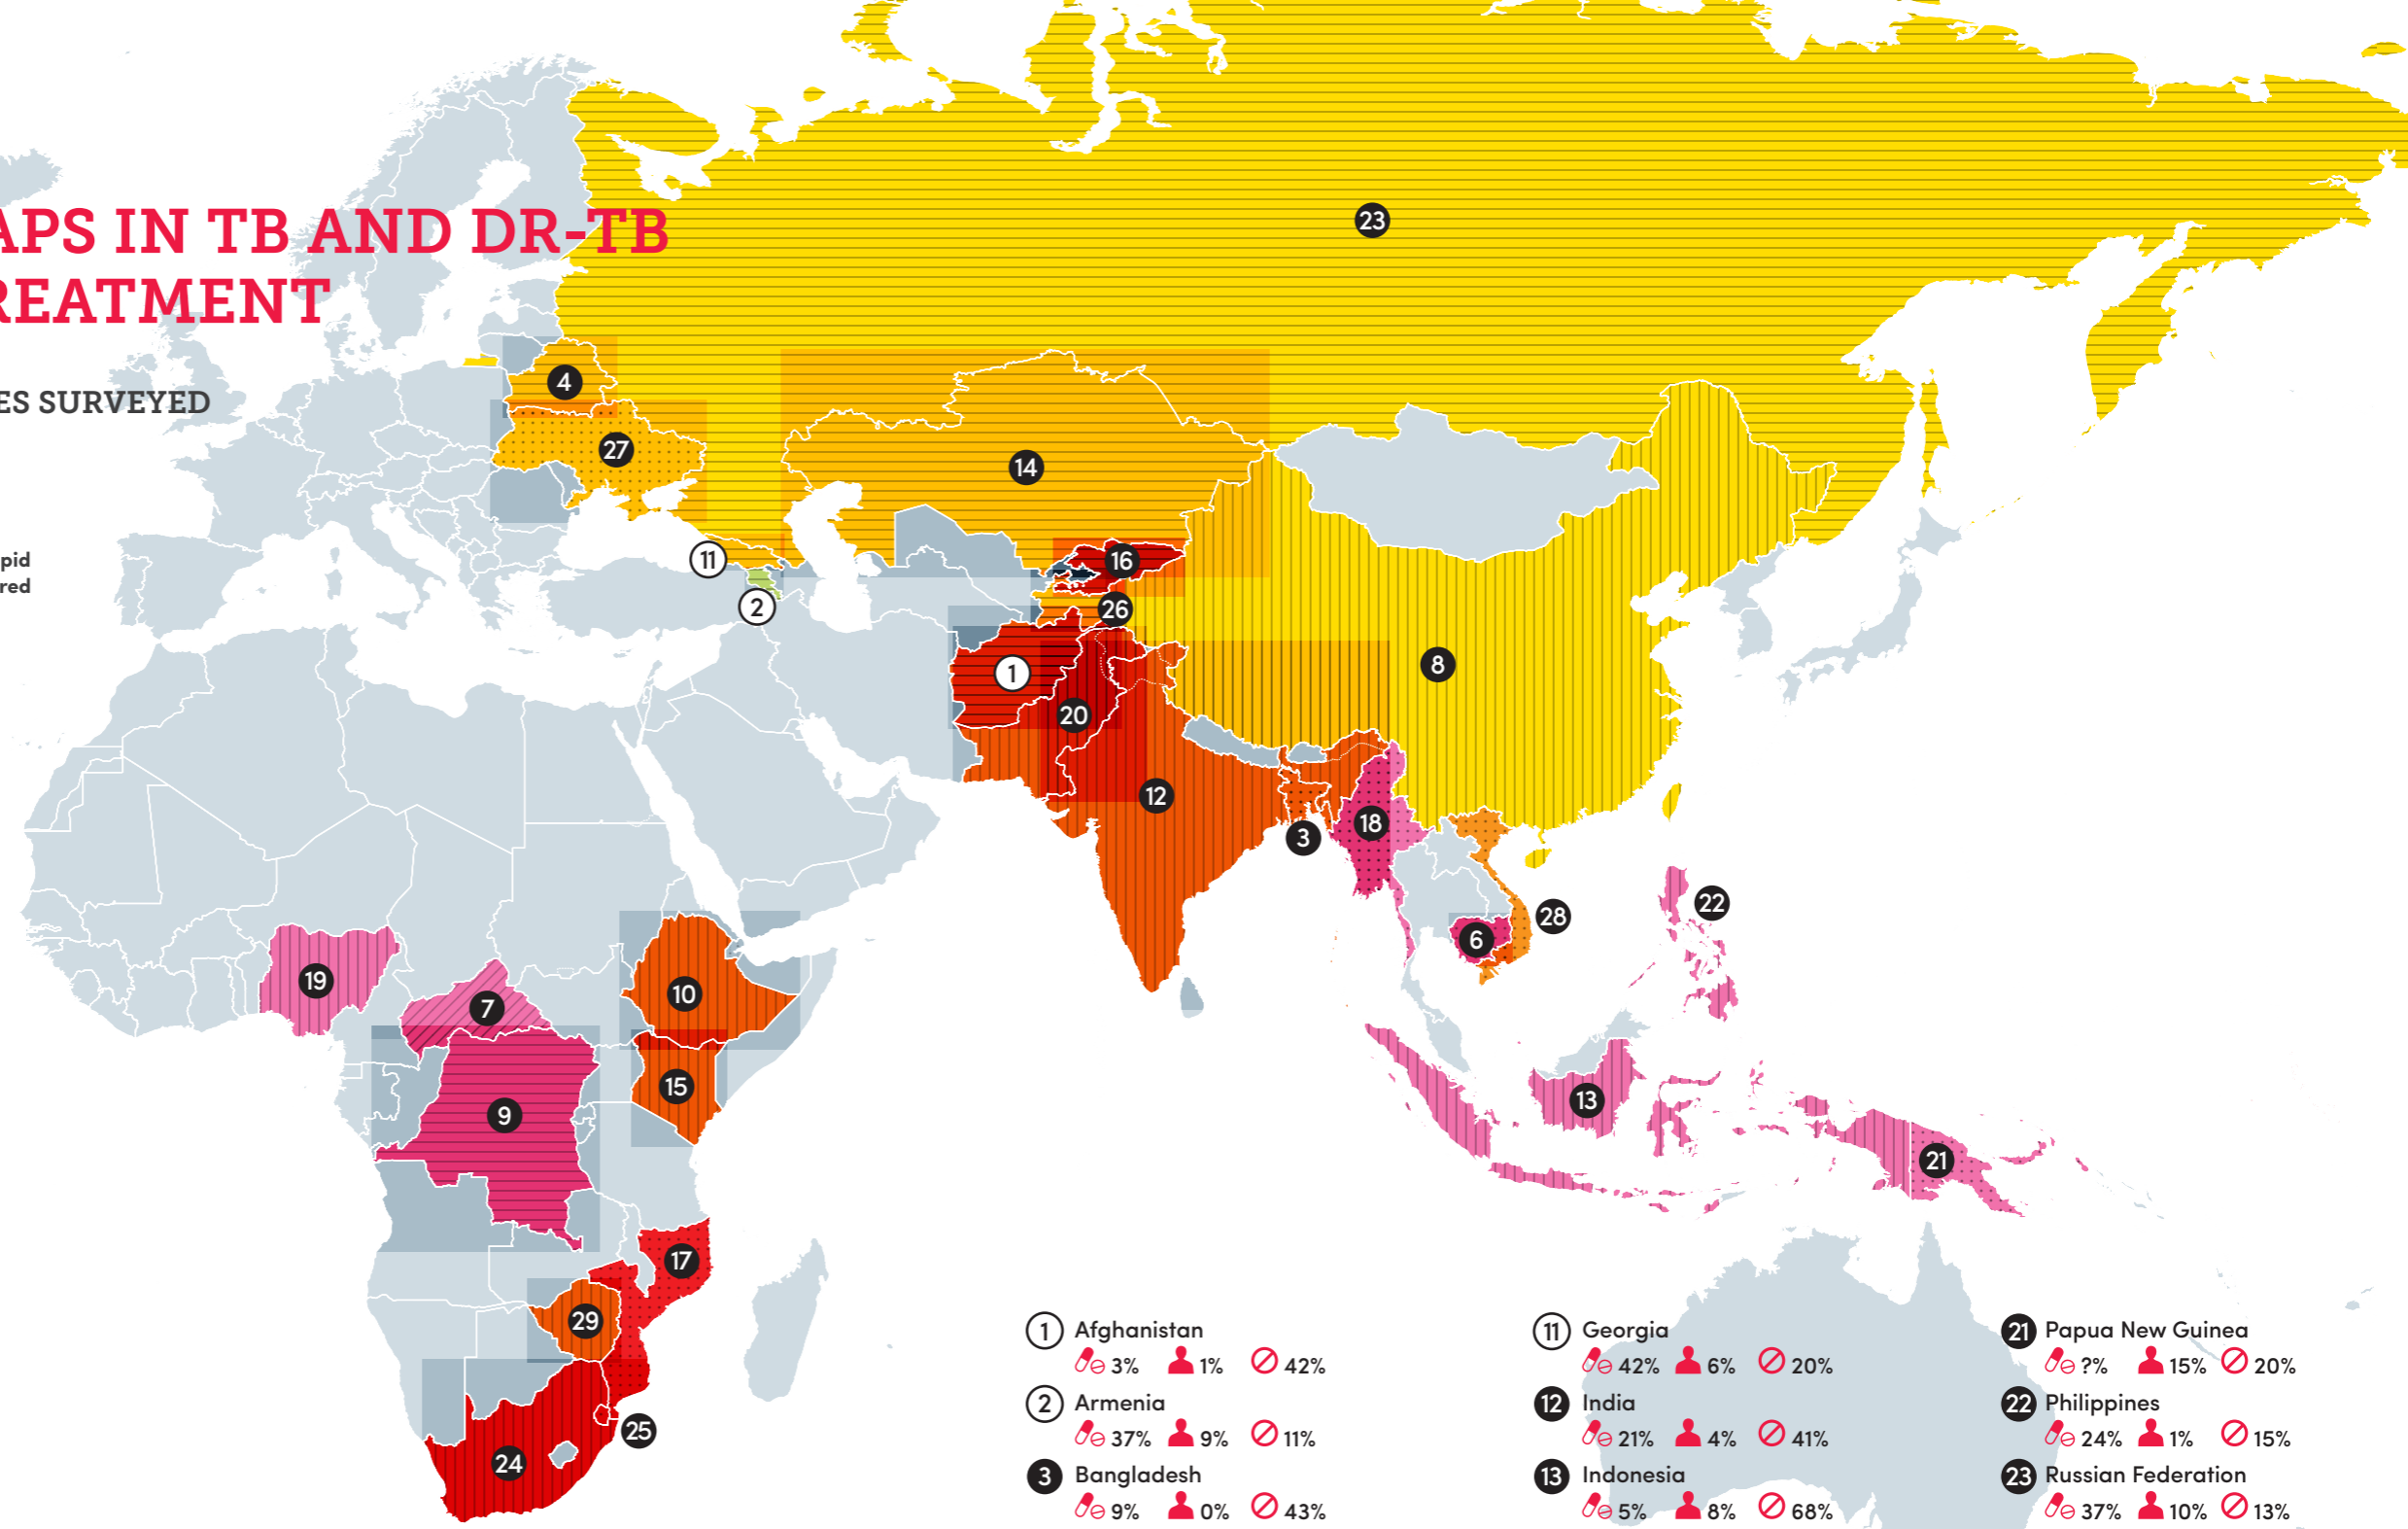 APS IN TB AND DR-TB
REATMENT
ES SURVEYED
pid
red
23
4
27
14
11
2
16
26
1
20
8
12
3
18
28
22
6
19
7
10
15
9
13
21
17
29
25
24
1 Afghanistan
3% 1% 42%
2 Armenia
37% 9% 11%
3 Bangladesh
9% 0% 43%
11 Georgia
42% 6% 20%
12 India
21% 4% 41%
13 Indonesia
5% 8% 68%
21 Papua New Guinea
?% 15% 20%
22 Philippines
24% 1% 15%
23 Russian Federation
37% 10% 13%